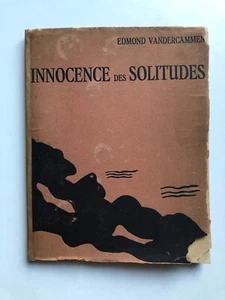 EDMOND VANDERCAMMEN
INNOCENCE DES SOLITUDES